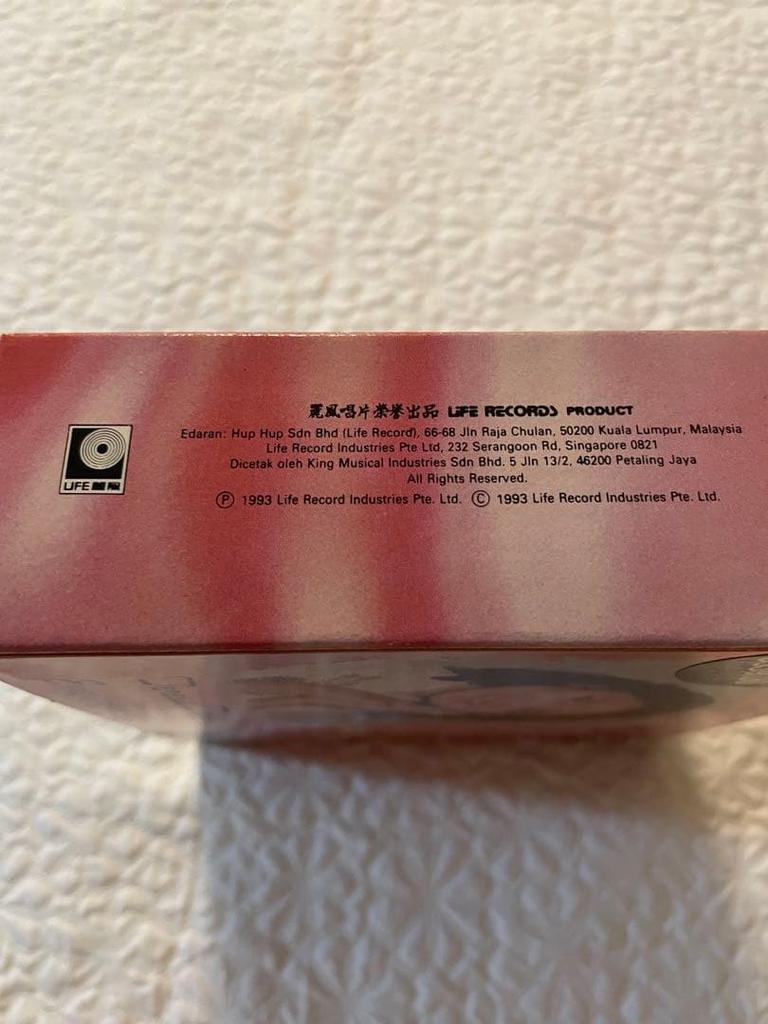 麗風唱片榮譽出品 LIFE RECORDS PRODUCT
Edaran: Hup Hup Sdn Bhd (Life Record), 66-68 Jln Raja Chulan, 50200 Kuala Lumpur, Malaysia
Life Record Industries Pte Ltd, 232 Serangoon Rd, Singapore 0821
Dicetak oleh King Musical Industries Sdn Bhd. 5 Jln 13/2, 46200 Petaling Jaya
All Rights Reserved.
Ⓟ 1993 Life Record Industries Pte. Ltd. Ⓒ 1993 Life Record Industries Pte. Ltd.
LIFE 麗風